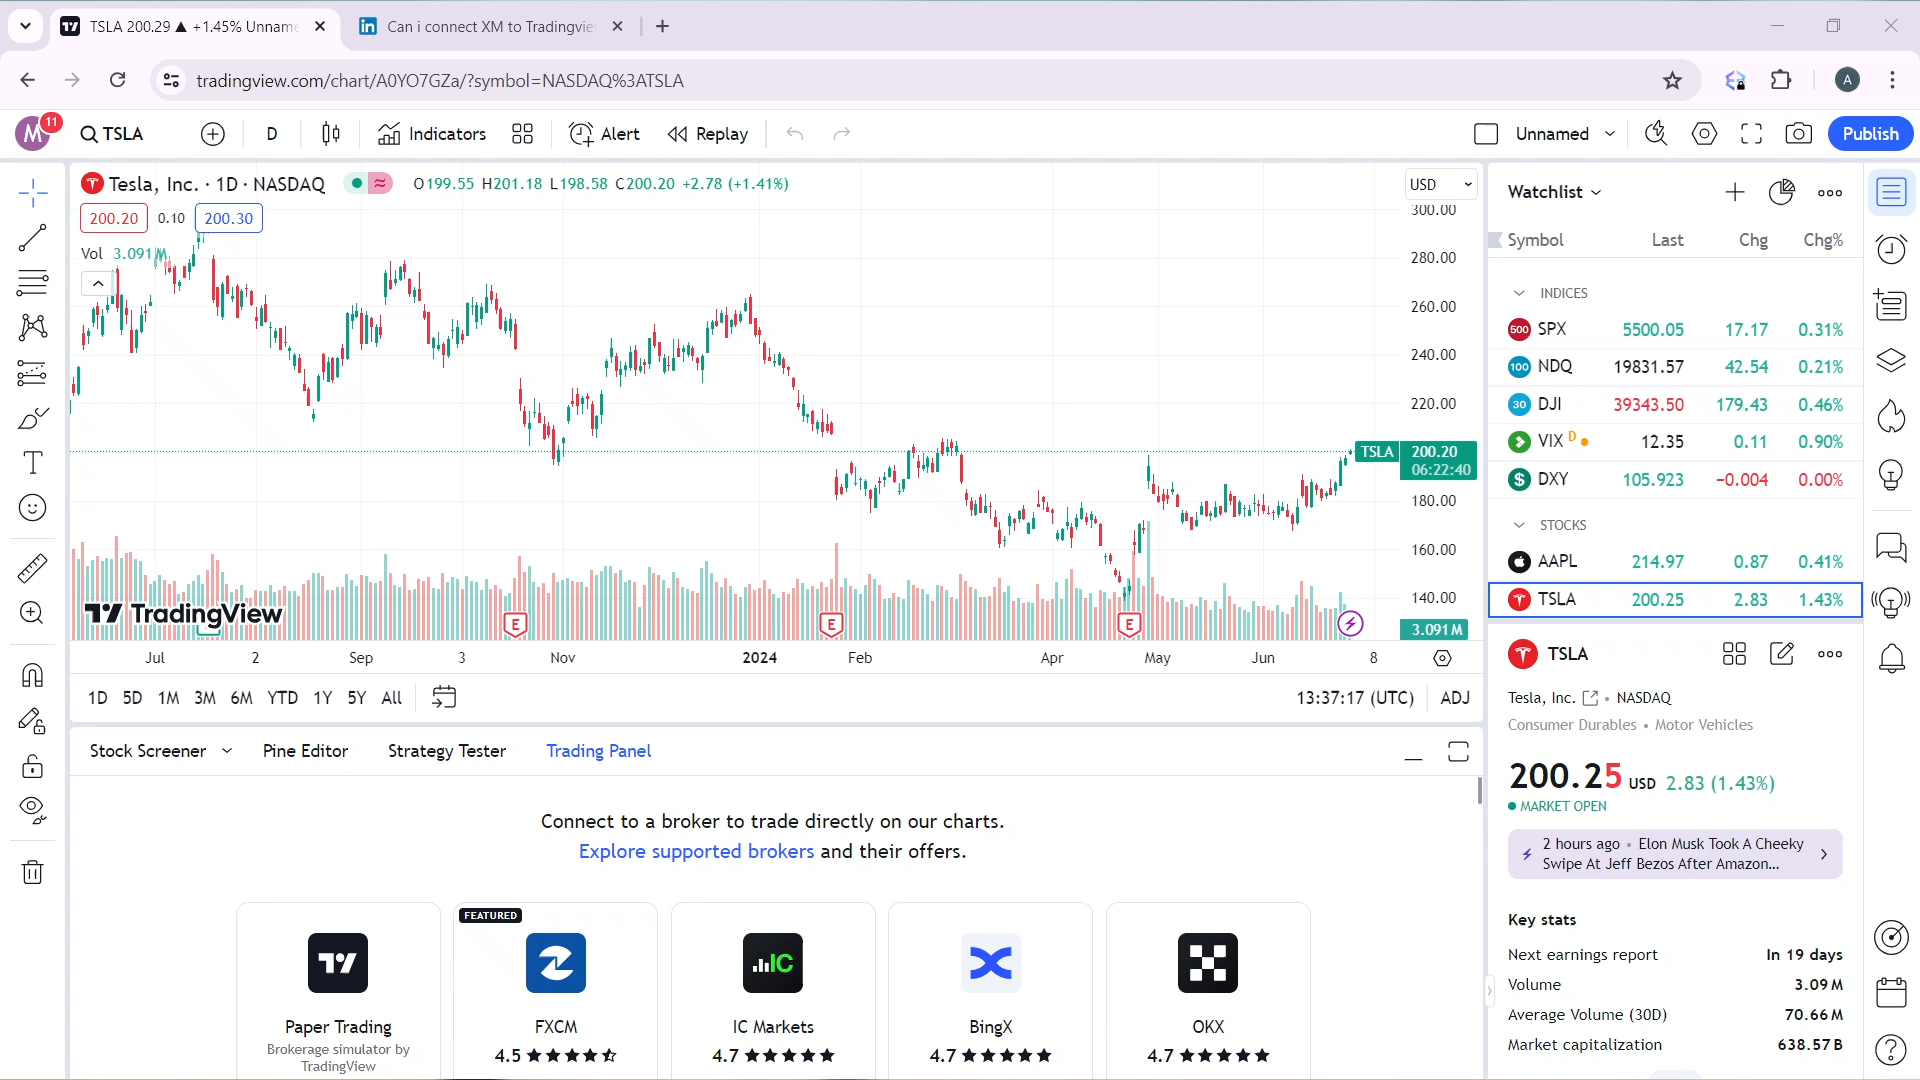 TSLA 200.29 ▲ +1.45% Unname
Can i connect XM to Tradingvie
tradingview.com/chart/A0YO7GZa/?symbol=NASDAQ%3ATSLA
A
M
11
TSLA
D
Indicators
Alert
Replay
Unnamed
Publish
Tesla, Inc. · 1D · NASDAQ
O199.55 H201.18 L198.58 C200.20 +2.78 (+1.41%)
USD
200.20
0.10
200.30
Vol 3.091M
300.00
280.00
260.00
240.00
220.00
TSLA
200.20
06:22:40
180.00
160.00
140.00
3.091M
TradingView
E
E
E
Jul
2
Sep
3
Nov
2024
Feb
Apr
May
Jun
8
1D 5D 1M 3M 6M YTD 1Y 5Y All
13:37:17 (UTC)
ADJ
Stock Screener
Pine Editor
Strategy Tester
Trading Panel
Connect to a broker to trade directly on our charts.
Explore supported brokers and their offers.
Paper Trading
Brokerage simulator by
TradingView
FEATURED
FXCM
4.5
IC
IC Markets
4.7
BingX
4.7
OKX
4.7
Watchlist
Symbol Last Chg Chg%
INDICES
500 SPX 5500.05 17.17 0.31%
100 NDQ 19831.57 42.54 0.21%
30 DJI 39343.50 179.43 0.46%
VIX D 12.35 0.11 0.90%
$ DXY 105.923 −0.004 0.00%
STOCKS
AAPL 214.97 0.87 0.41%
TSLA 200.25 2.83 1.43%
TSLA
Tesla, Inc. • NASDAQ
Consumer Durables • Motor Vehicles
200.25 USD 2.83 (1.43%)
MARKET OPEN
2 hours ago • Elon Musk Took A Cheeky
Swipe At Jeff Bezos After Amazon...
Key stats
Next earnings report In 19 days
Volume 3.09M
Average Volume (30D) 70.66M
Market capitalization 638.57B